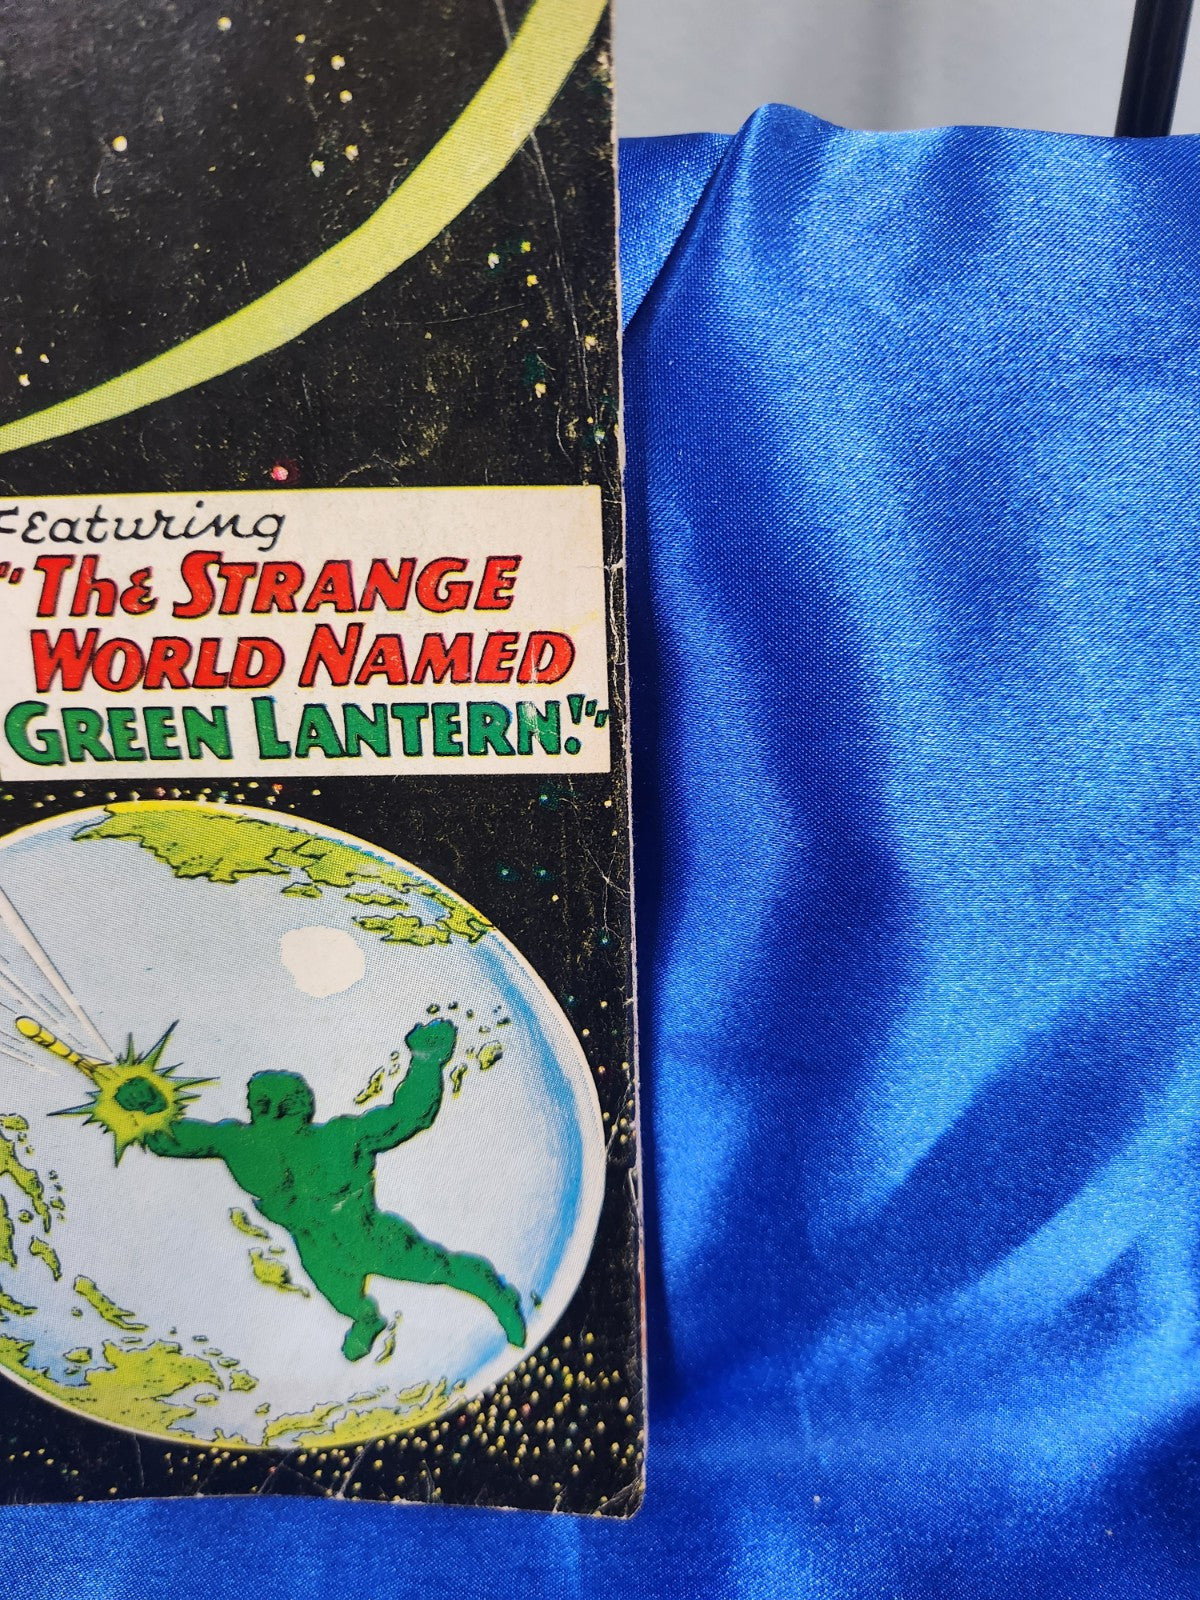 Featuring
"The STRANGE
WORLD NAMED
GREEN LANTERN!"